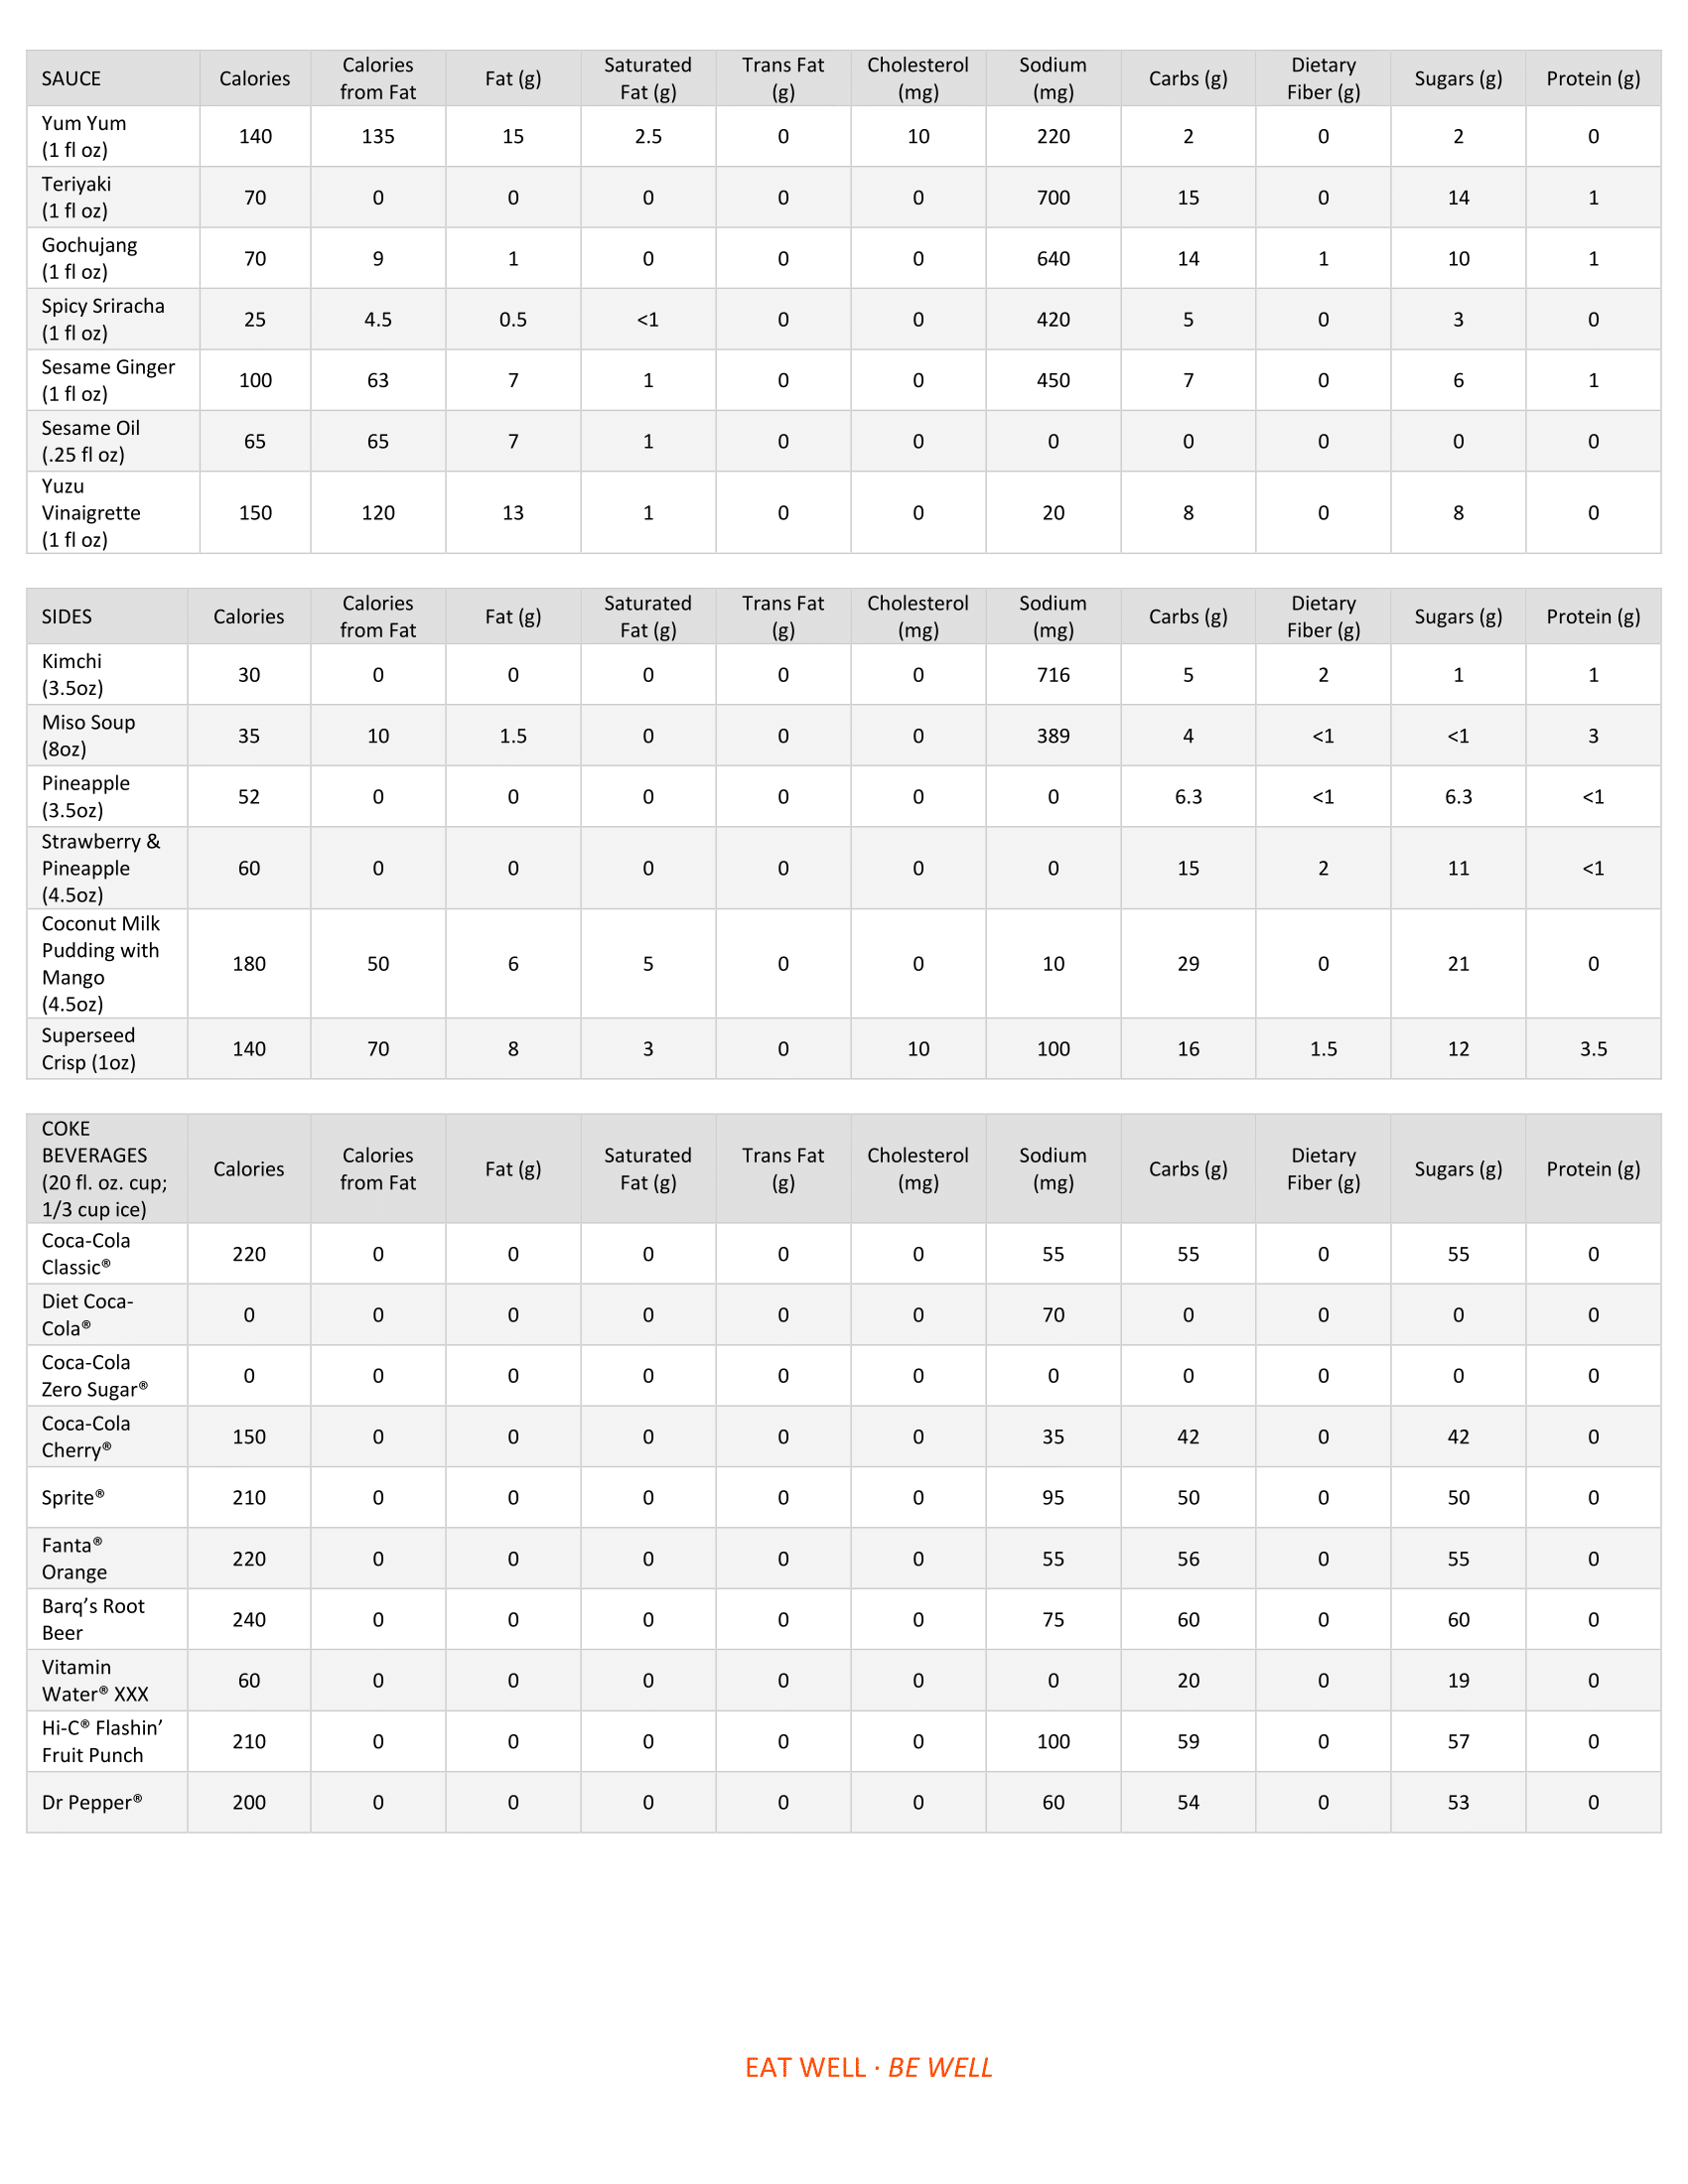 SAUCE Calories Calories from Fat Fat (g) Saturated Fat (g) Trans Fat (g) Cholesterol (mg) Sodium (mg) Carbs (g) Dietary Fiber (g) Sugars (g) Protein (g)
Yum Yum (1 fl oz) 140 135 15 2.5 0 10 220 2 0 2 0
Teriyaki (1 fl oz) 70 0 0 0 0 0 700 15 0 14 1
Gochujang (1 fl oz) 70 9 1 0 0 0 640 14 1 10 1
Spicy Sriracha (1 fl oz) 25 4.5 0.5 <1 0 0 420 5 0 3 0
Sesame Ginger (1 fl oz) 100 63 7 1 0 0 450 7 0 6 1
Sesame Oil (.25 fl oz) 65 65 7 1 0 0 0 0 0 0 0
Yuzu Vinaigrette (1 fl oz) 150 120 13 1 0 0 20 8 0 8 0
SIDES Calories Calories from Fat Fat (g) Saturated Fat (g) Trans Fat (g) Cholesterol (mg) Sodium (mg) Carbs (g) Dietary Fiber (g) Sugars (g) Protein (g)
Kimchi (3.5oz) 30 0 0 0 0 0 716 5 2 1 1
Miso Soup (8oz) 35 10 1.5 0 0 0 389 4 <1 <1 3
Pineapple (3.5oz) 52 0 0 0 0 0 0 6.3 <1 6.3 <1
Strawberry & Pineapple (4.5oz) 60 0 0 0 0 0 0 15 2 11 <1
Coconut Milk Pudding with Mango (4.5oz) 180 50 6 5 0 0 10 29 0 21 0
Superseed Crisp (1oz) 140 70 8 3 0 10 100 16 1.5 12 3.5
COKE BEVERAGES (20 fl. oz. cup; 1/3 cup ice) Calories Calories from Fat Fat (g) Saturated Fat (g) Trans Fat (g) Cholesterol (mg) Sodium (mg) Carbs (g) Dietary Fiber (g) Sugars (g) Protein (g)
Coca-Cola Classic® 220 0 0 0 0 0 55 55 0 55 0
Diet Coca-Cola® 0 0 0 0 0 0 70 0 0 0 0
Coca-Cola Zero Sugar® 0 0 0 0 0 0 0 0 0 0 0
Coca-Cola Cherry® 150 0 0 0 0 0 35 42 0 42 0
Sprite® 210 0 0 0 0 0 95 50 0 50 0
Fanta® Orange 220 0 0 0 0 0 55 56 0 55 0
Barq’s Root Beer 240 0 0 0 0 0 75 60 0 60 0
Vitamin Water® XXX 60 0 0 0 0 0 0 20 0 19 0
Hi-C® Flashin’ Fruit Punch 210 0 0 0 0 0 100 59 0 57 0
Dr Pepper® 200 0 0 0 0 0 60 54 0 53 0
EAT WELL · BE WELL